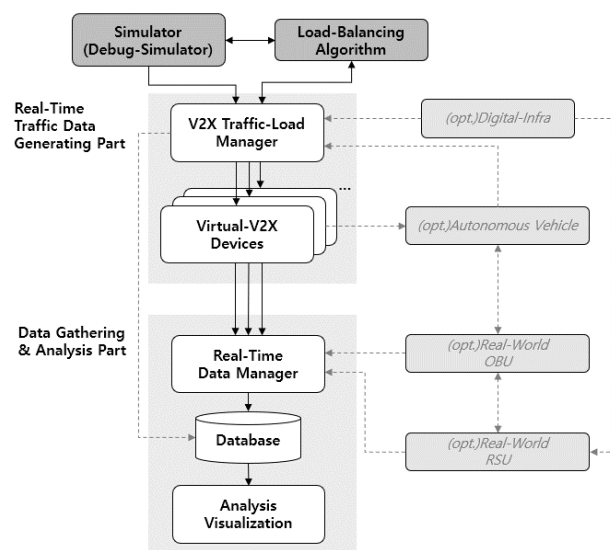 Simulator
(Debug-Simulator)
Load-Balancing
Algorithm
Real-Time
Traffic Data
Generating Part
V2X Traffic-Load
Manager
(opt.)Digital-Infra
...
Virtual-V2X
Devices
(opt.)Autonomous Vehicle
Data Gathering
& Analysis Part
Real-Time
Data Manager
(opt.)Real-World
OBU
Database
(opt.)Real-World
RSU
Analysis
Visualization